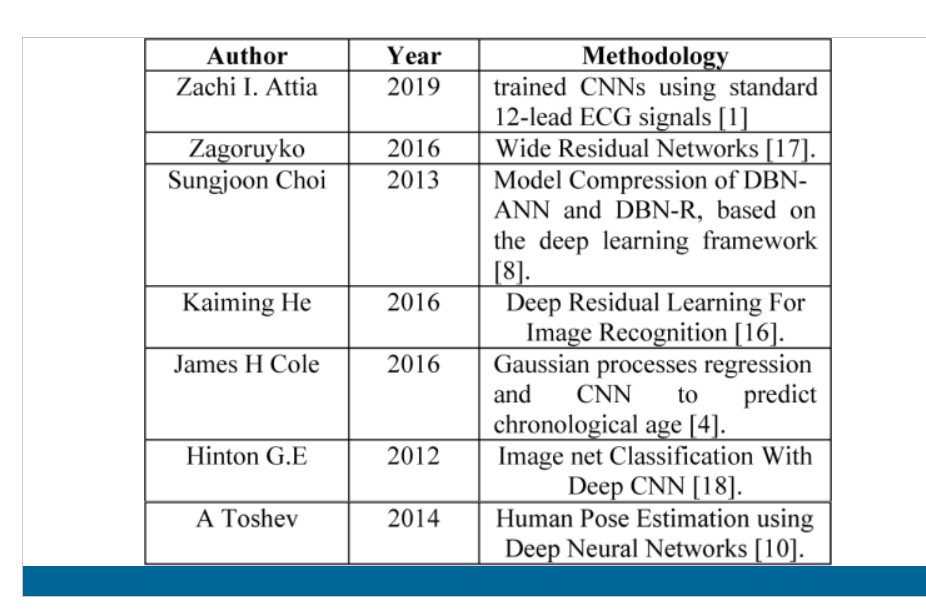 Author Year Methodology
Zachi I. Attia 2019 trained CNNs using standard
12-lead ECG signals [1]
Zagoruyko 2016 Wide Residual Networks [17].
Sungjoon Choi 2013 Model Compression of DBN-
ANN and DBN-R, based on
the deep learning framework
[8].
Kaiming He 2016 Deep Residual Learning For
Image Recognition [16].
James H Cole 2016 Gaussian processes regression
and CNN to predict
chronological age [4].
Hinton G.E 2012 Image net Classification With
Deep CNN [18].
A Toshev 2014 Human Pose Estimation using
Deep Neural Networks [10].